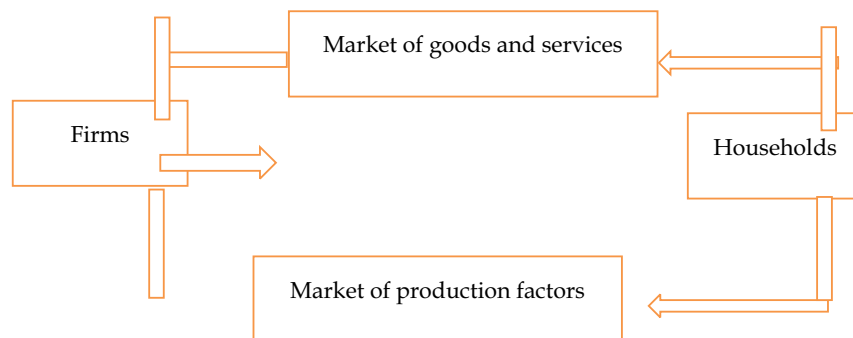 Market of goods and services
Firms
Households
Market of production factors